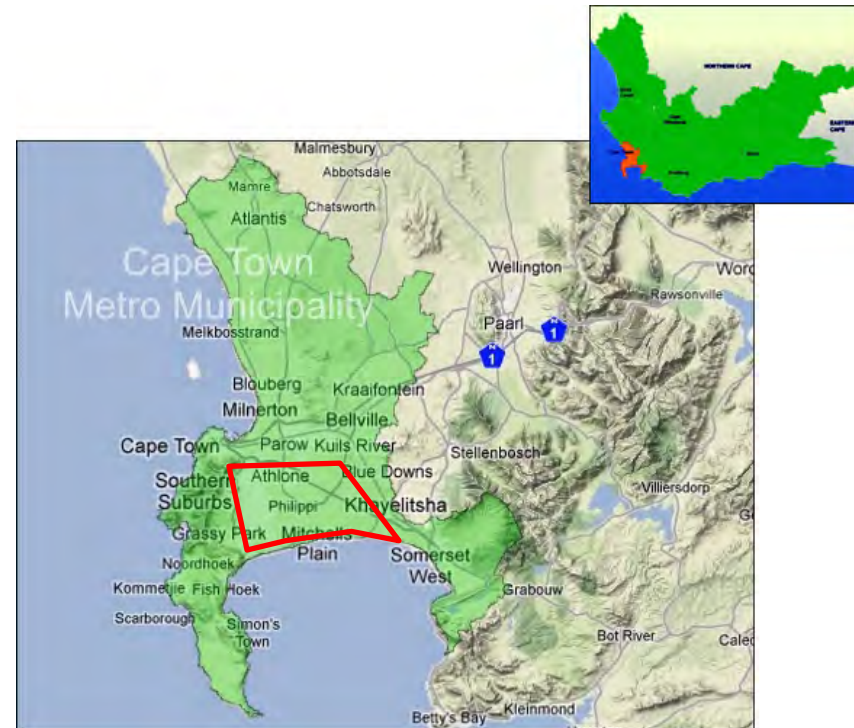 NORTHERN CAPE
EASTERN
CAPE
Malmesbury
Abbotsdale
Mamre
Chatsworth
Atlantis
Cape Town
Metro Municipality
Wellington
Rawsonville
Paarl
N
1
N
1
Melkbosstrand
Blouberg
Kraaifontein
Milnerton
Bellville
Cape Town
Parow
Kuils River
Stellenbosch
Athlone
Blue Downs
Southern
Suburbs
Villiersdorp
Philippi
Khayelitsha
Grassy Park
Mitchells
Plain
Somerset
West
Noordhoek
Kommetjie
Fish Hoek
Grabouw
Scarborough
Simon's
Town
Bot River
Betty's Bay
Kleinmond